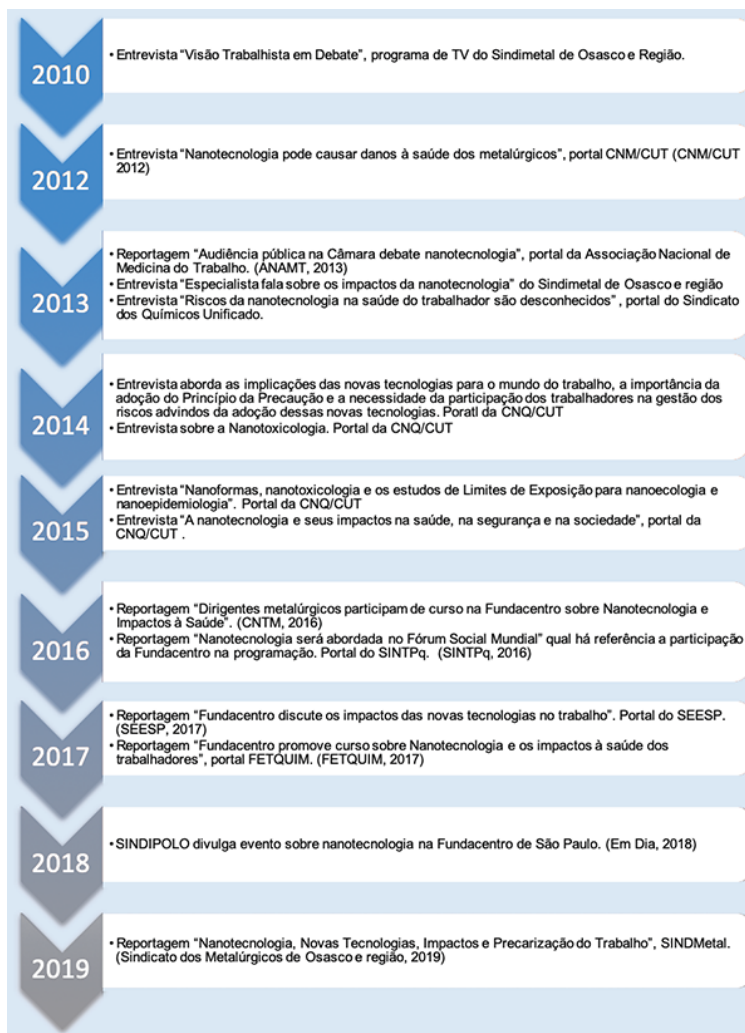 2010
• Entrevista “Visão Trabalhista em Debate”, programa de TV do Sindimetal de Osasco e Região.
2012
• Entrevista “Nanotecnologia pode causar danos à saúde dos metalúrgicos”, portal CNM/CUT (CNM/CUT
2012)
2013
• Reportagem “Audiência pública na Câmara debate nanotecnologia”, portal da Associação Nacional de
Medicina do Trabalho. (ANAMT, 2013)
• Entrevista “Especialista fala sobre os impactos da nanotecnologia” do Sindimetal de Osasco e região
• Entrevista “Riscos da nanotecnologia na saúde do trabalhador são desconhecidos” , portal do Sindicato
dos Químicos Unificado.
2014
• Entrevista aborda as implicações das novas tecnologias para o mundo do trabalho, a importância da
adoção do Princípio da Precaução e a necessidade da participação dos trabalhadores na gestão dos
riscos advindos da adoção dessas novas tecnologias. Poratl da CNQ/CUT
• Entrevista sobre a Nanotoxicologia. Portal da CNQ/CUT
2015
• Entrevista “Nanoformas, nanotoxicologia e os estudos de Limites de Exposição para nanoecologia e
nanoepidemiologia”. Portal da CNQ/CUT
• Entrevista “A nanotecnologia e seus impactos na saúde, na segurança e na sociedade”, portal da
CNQ/CUT .
2016
• Reportagem “Dirigentes metalúrgicos participam de curso na Fundacentro sobre Nanotecnologia e
Impactos à Saúde”. (CNTM, 2016)
• Reportagem “Nanotecnologia será abordada no Fórum Social Mundial” qual há referência a participação
da Fundacentro na programação. Portal do SINTPq. (SINTPq, 2016)
2017
• Reportagem “Fundacentro discute os impactos das novas tecnologias no trabalho”. Portal do SEESP.
(SEESP, 2017)
• Reportagem “Fundacentro promove curso sobre Nanotecnologia e os impactos à saúde dos
trabalhadores”, portal FETQUIM. (FETQUIM, 2017)
2018
• SINDIPOLO divulga evento sobre nanotecnologia na Fundacentro de São Paulo. (Em Dia, 2018)
2019
• Reportagem “Nanotecnologia, Novas Tecnologias, Impactos e Precarização do Trabalho”, SINDMetal.
(Sindicato dos Metalúrgicos de Osasco e região, 2019)